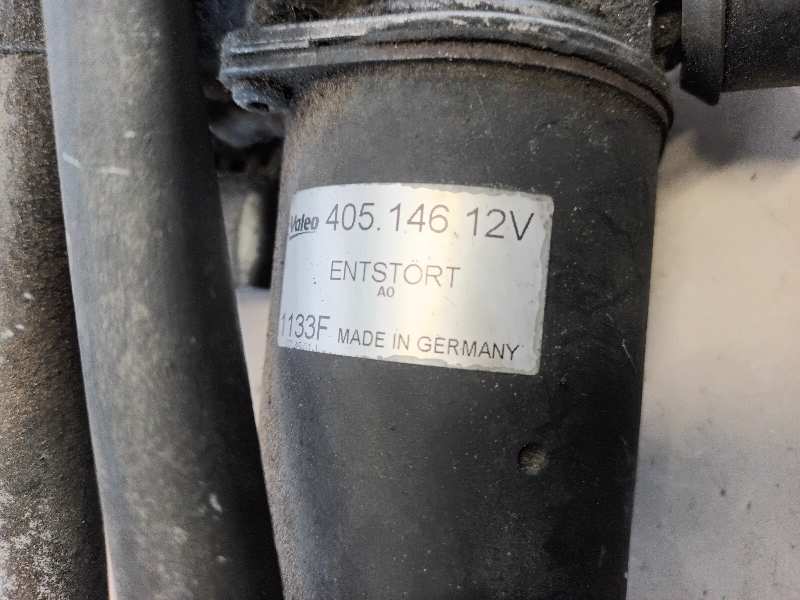 Valeo 405.146.12V
ENTSTÖRT
A0
1133F MADE IN GERMANY